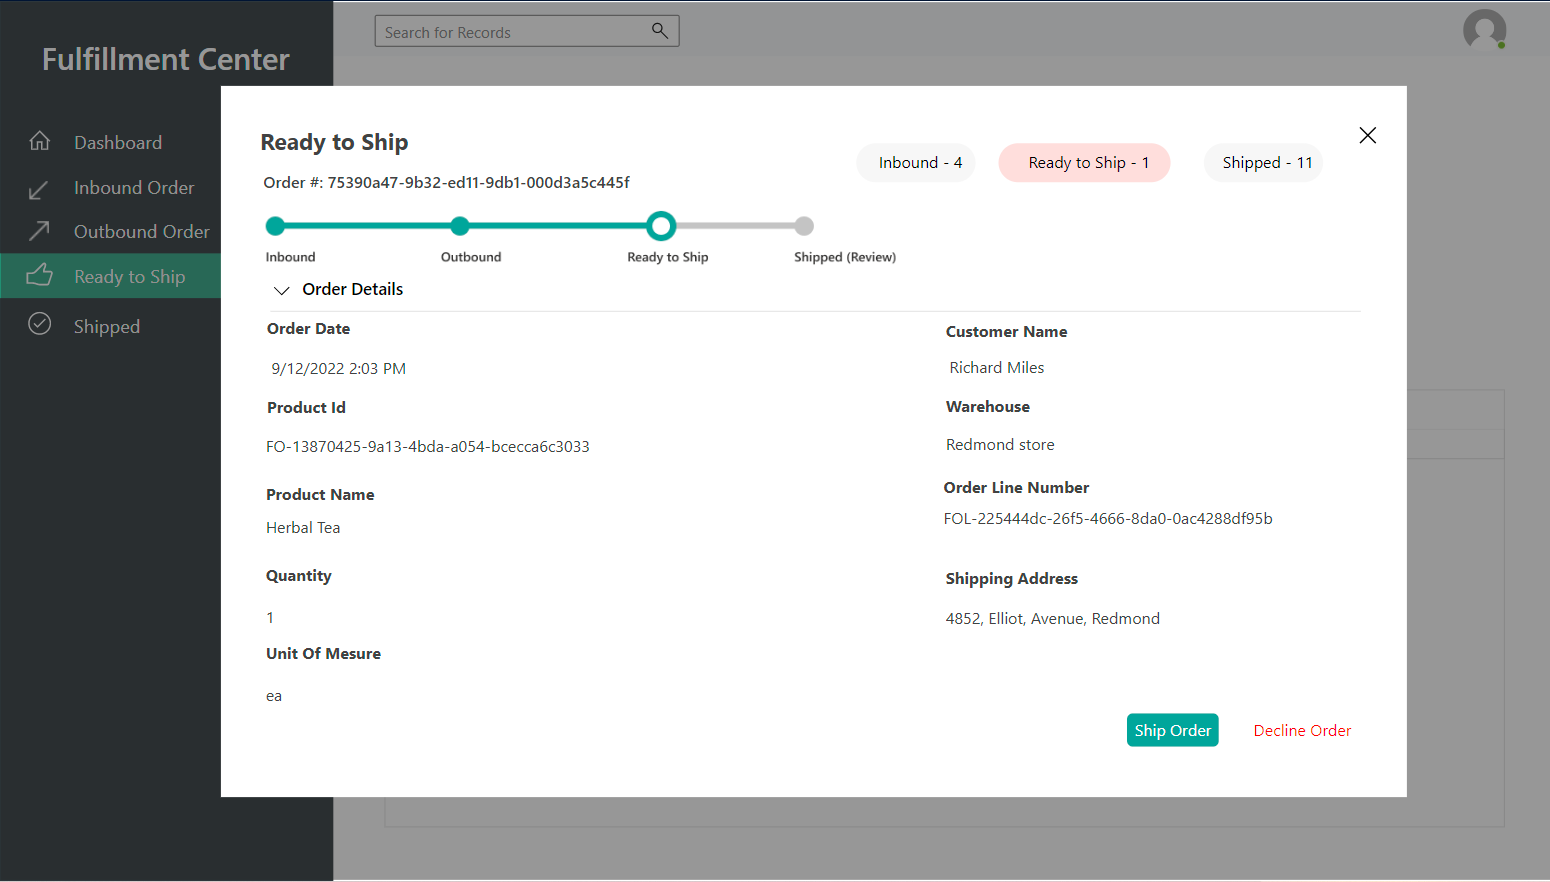 Fulfillment Center
Search for Records
Dashboard
Inbound Order
Outbound Order
Ready to Ship
Shipped
Ready to Ship
Order #: 75390a47-9b32-ed11-9db1-000d3a5c445f
Inbound - 4
Ready to Ship - 1
Shipped - 11
Inbound
Outbound
Ready to Ship
Shipped (Review)
Order Details
Order Date
9/12/2022 2:03 PM
Product Id
FO-13870425-9a13-4bda-a054-bcecca6c3033
Product Name
Herbal Tea
Quantity
1
Unit Of Mesure
ea
Customer Name
Richard Miles
Warehouse
Redmond store
Order Line Number
FOL-225444dc-26f5-4666-8da0-0ac4288df95b
Shipping Address
4852, Elliot, Avenue, Redmond
Ship Order
Decline Order